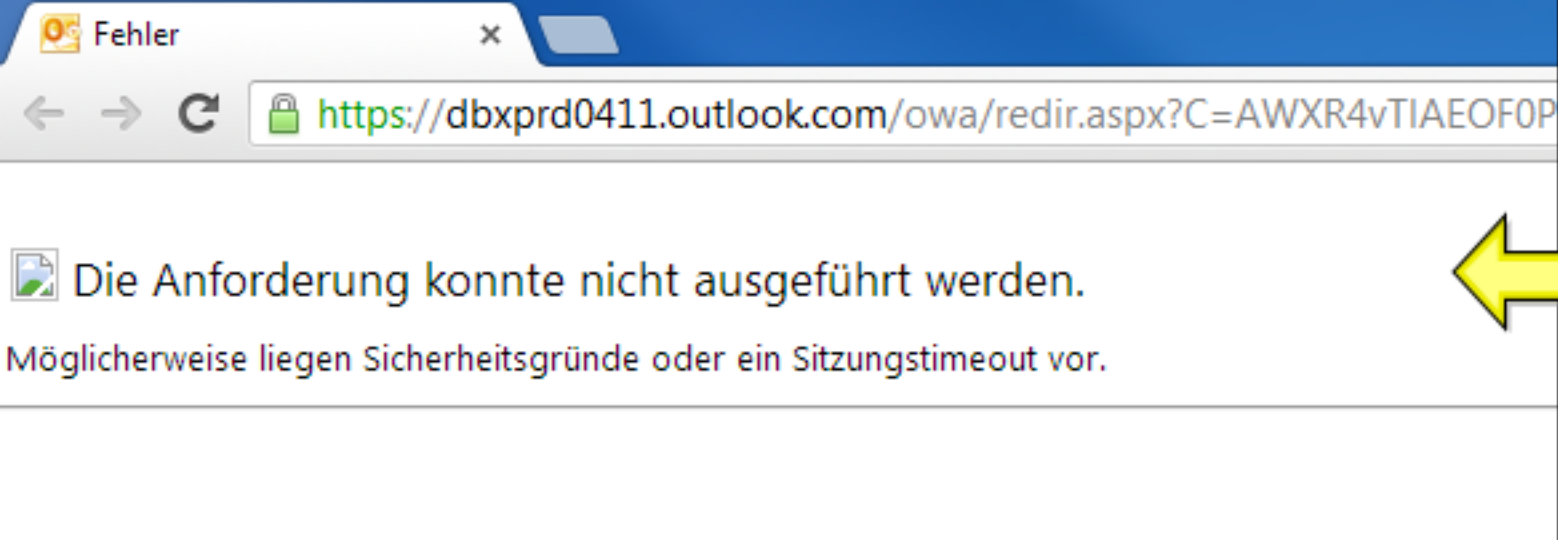 Fehler
https://dbxprd0411.outlook.com/owa/redir.aspx?C=AWXR4vTIAEOF0P
Die Anforderung konnte nicht ausgeführt werden.
Möglicherweise liegen Sicherheitsgründe oder ein Sitzungstimeout vor.